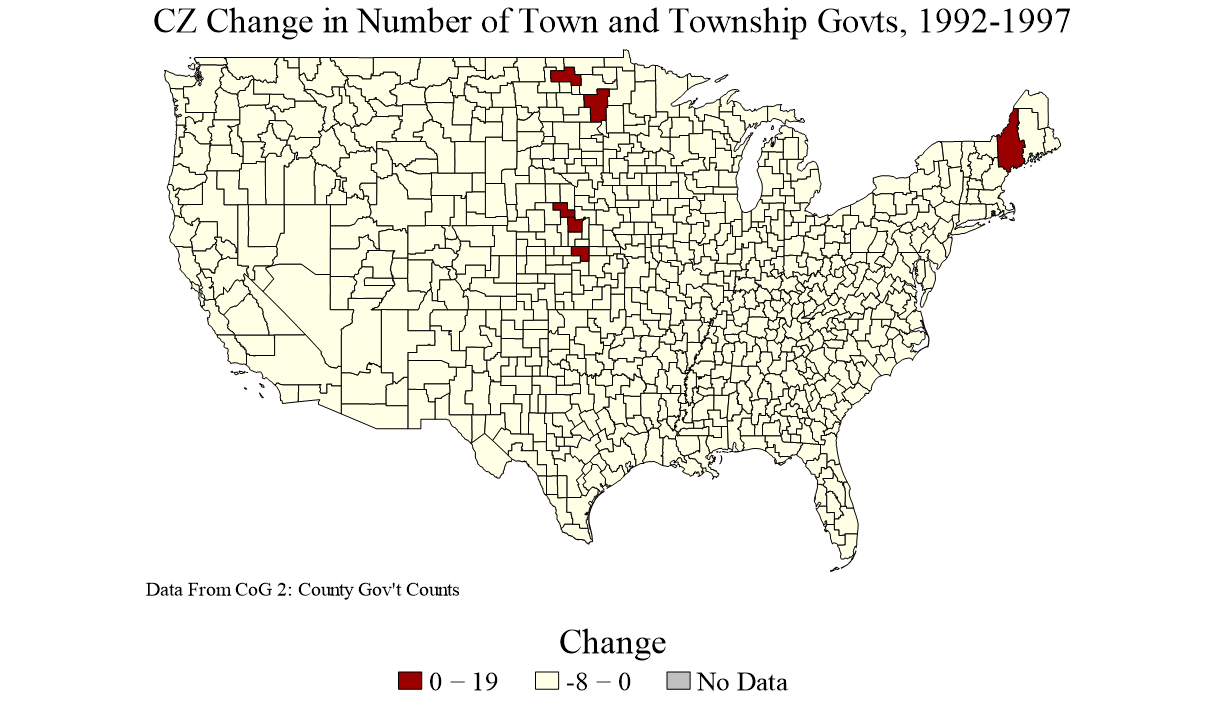 CZ Change in Number of Town and Township Govts, 1992-1997
Data From CoG 2: County Gov't Counts
Change
0 − 19
-8 − 0
No Data